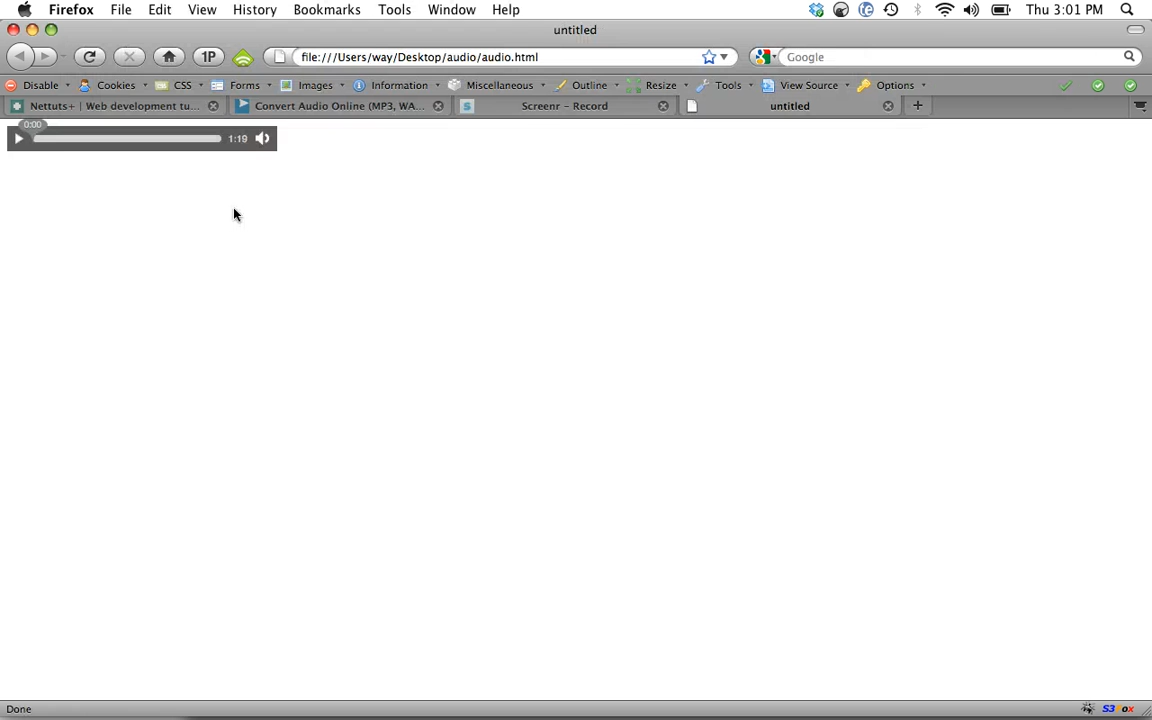 Firefox File Edit View History Bookmarks Tools Window Help Thu 3:01 PM
untitled
1P file:///Users/way/Desktop/audio/audio.html Google
Disable Cookies CSS Forms Images Information Miscellaneous Outline Resize Tools View Source Options
Nettuts+ | Web development tu... Convert Audio Online (MP3, WA... Screenr – Record untitled
0:00
1:19
Done S3 Fox